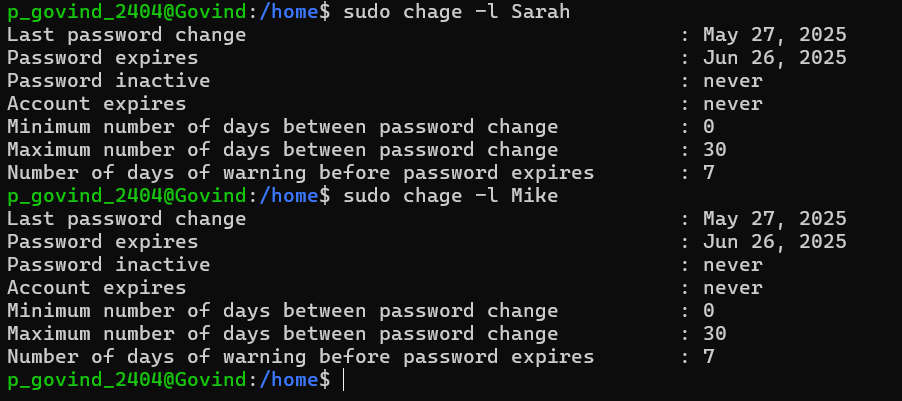 p_govind_2404@Govind:/home$ sudo chage -l Sarah
Last password change                                    : May 27, 2025
Password expires                                        : Jun 26, 2025
Password inactive                                       : never
Account expires                                         : never
Minimum number of days between password change          : 0
Maximum number of days between password change          : 30
Number of days of warning before password expires       : 7
p_govind_2404@Govind:/home$ sudo chage -l Mike
Last password change                                    : May 27, 2025
Password expires                                        : Jun 26, 2025
Password inactive                                       : never
Account expires                                         : never
Minimum number of days between password change          : 0
Maximum number of days between password change          : 30
Number of days of warning before password expires       : 7
p_govind_2404@Govind:/home$